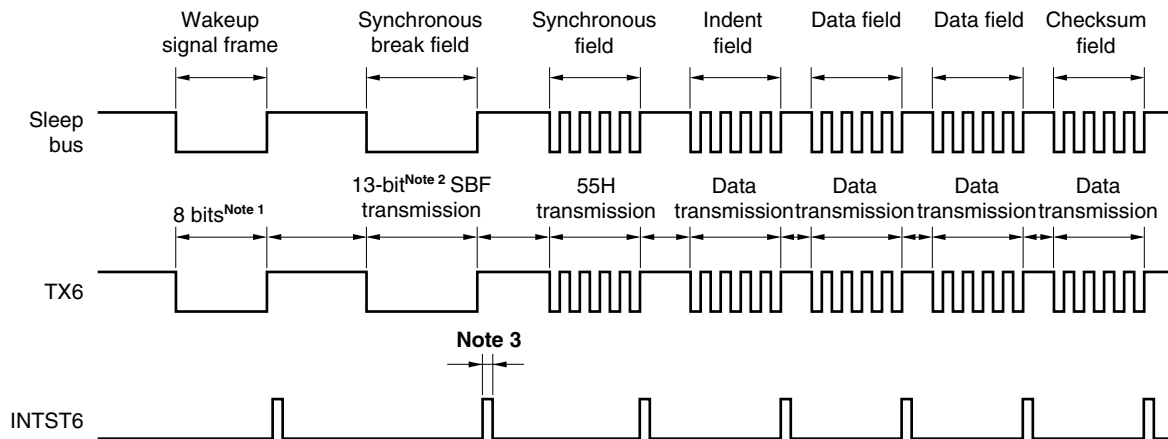 Wakeup
signal frame
Synchronous
break field
Synchronous
field
Indent
field
Data field
Data field
Checksum
field
Sleep
bus
8 bitsNote 1
13-bitNote 2 SBF
transmission
55H
transmission
Data
transmission
Data
transmission
Data
transmission
Data
transmission
TX6
Note 3
INTST6